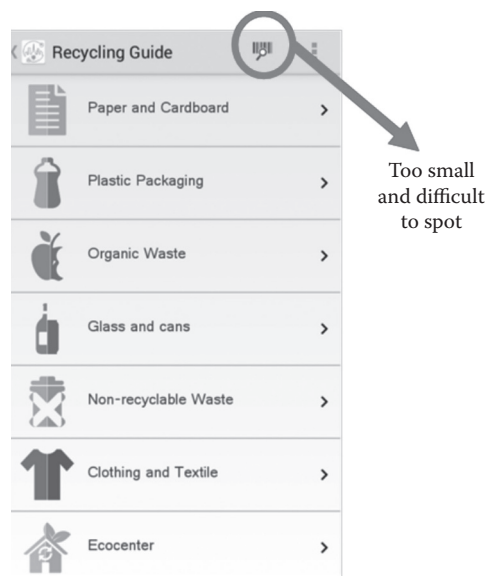 Recycling Guide
Paper and Cardboard
Plastic Packaging
Organic Waste
Glass and cans
Non-recyclable Waste
Clothing and Textile
Ecocenter
Too small
and difficult
to spot